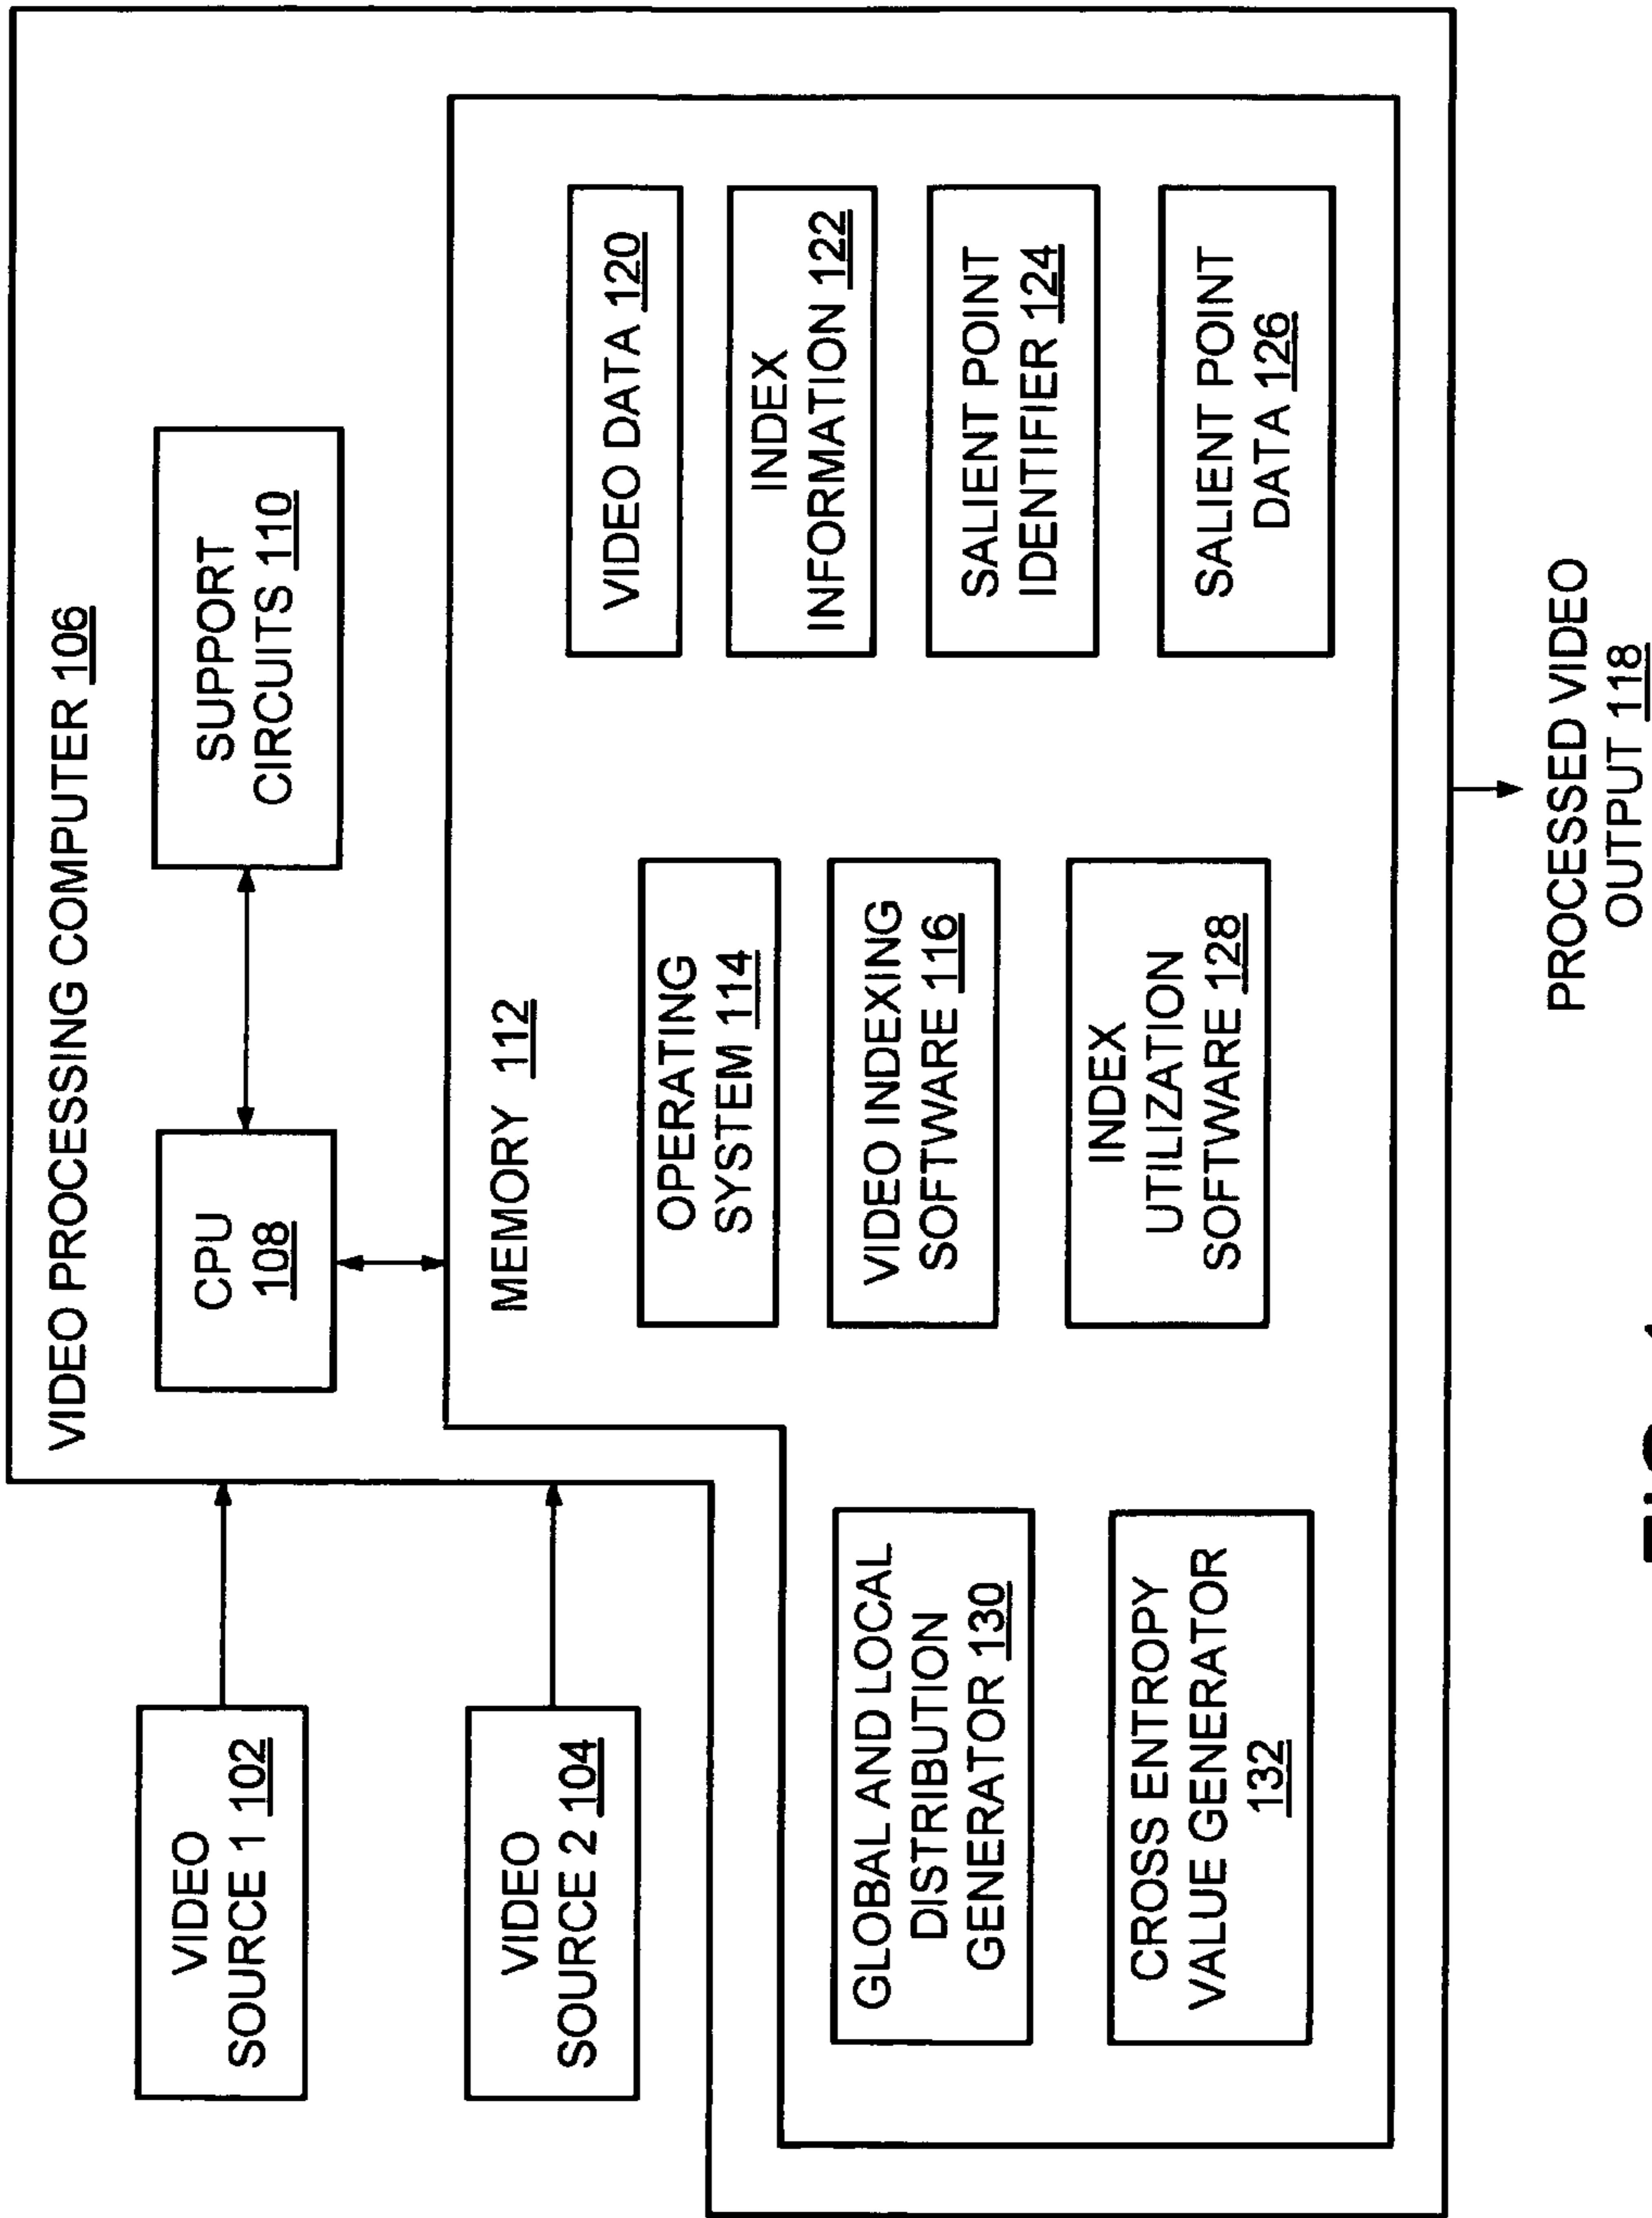 VIDEO PROCESSING COMPUTER 106
VIDEO
SOURCE 1 102
VIDEO
SOURCE 2 104
CPU
108
SUPPORT
CIRCUITS 110
MEMORY 112
GLOBAL AND LOCAL
DISTRIBUTION
GENERATOR 130
CROSS ENTROPY
VALUE GENERATOR
132
OPERATING
SYSTEM 114
VIDEO INDEXING
SOFTWARE 116
INDEX
UTILIZATION
SOFTWARE 128
VIDEO DATA 120
INDEX
INFORMATION 122
SALIENT POINT
IDENTIFIER 124
SALIENT POINT
DATA 126
PROCESSED VIDEO
OUTPUT 118